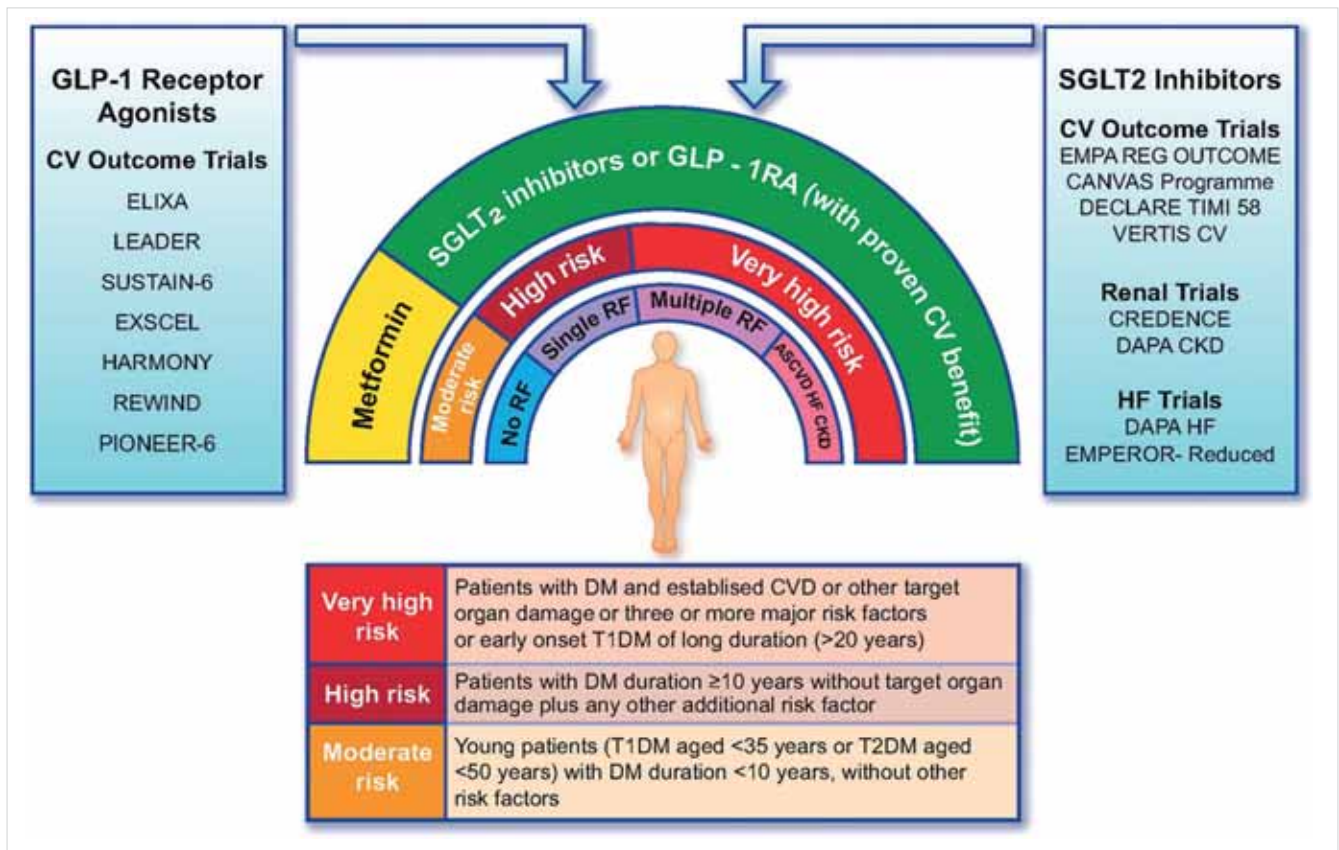 GLP-1 Receptor
Agonists
CV Outcome Trials
ELIXA
LEADER
SUSTAIN-6
EXSCEL
HARMONY
REWIND
PIONEER-6
SGLT2 Inhibitors
CV Outcome Trials
EMPA REG OUTCOME
CANVAS Programme
DECLARE TIMI 58
VERTIS CV
Renal Trials
CREDENCE
DAPA CKD
HF Trials
DAPA HF
EMPEROR- Reduced
Metformin
SGLT₂ inhibitors or GLP - 1RA (with proven CV benefit)
Moderate
risk
High risk
Very high risk
No RF
Single RF
Multiple RF
ASCVD HF CKD
Very high
risk
Patients with DM and establised CVD or other target
organ damage or three or more major risk factors
or early onset T1DM of long duration (>20 years)
High risk
Patients with DM duration ≥10 years without target organ
damage plus any other additional risk factor
Moderate
risk
Young patients (T1DM aged <35 years or T2DM aged
<50 years) with DM duration <10 years, without other
risk factors